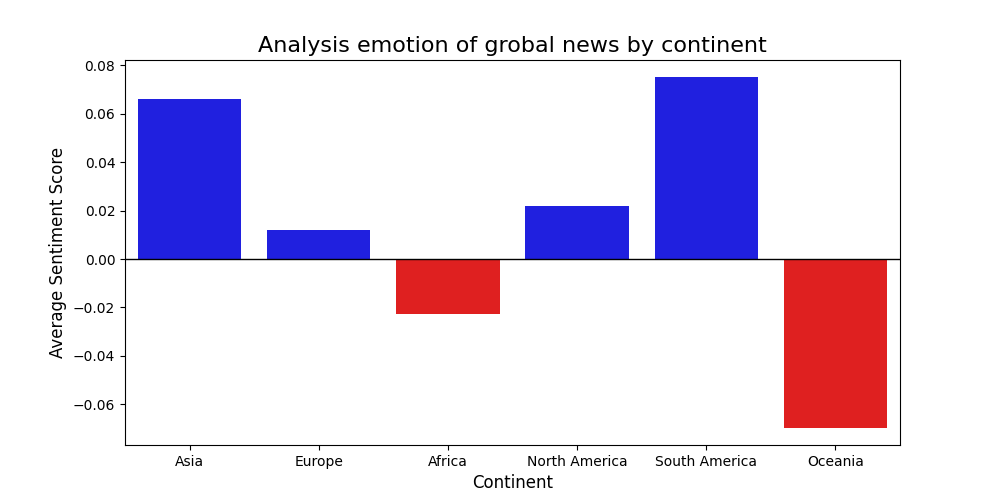 Analysis emotion of grobal news by continent
Average Sentiment Score
0.08
0.06
0.04
0.02
0.00
−0.02
−0.04
−0.06
Asia
Europe
Africa
North America
South America
Oceania
Continent